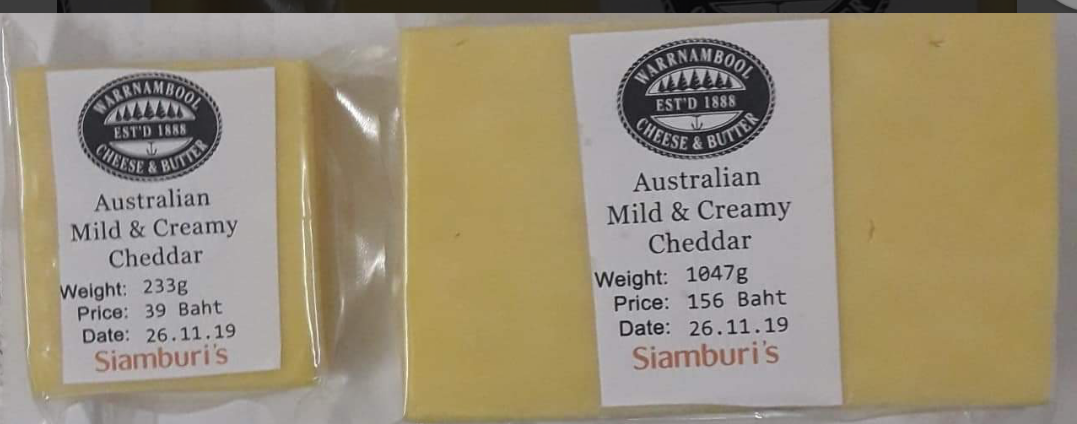 WARRNAMBOOL
EST'D 1888
CHEESE & BUTTER
Australian
Mild & Creamy
Cheddar
Weight: 233g
Price: 39 Baht
Date: 26.11.19
Siamburi's
WARRNAMBOOL
EST'D 1888
CHEESE & BUTTER
Australian
Mild & Creamy
Cheddar
Weight: 1047g
Price: 156 Baht
Date: 26.11.19
Siamburi's